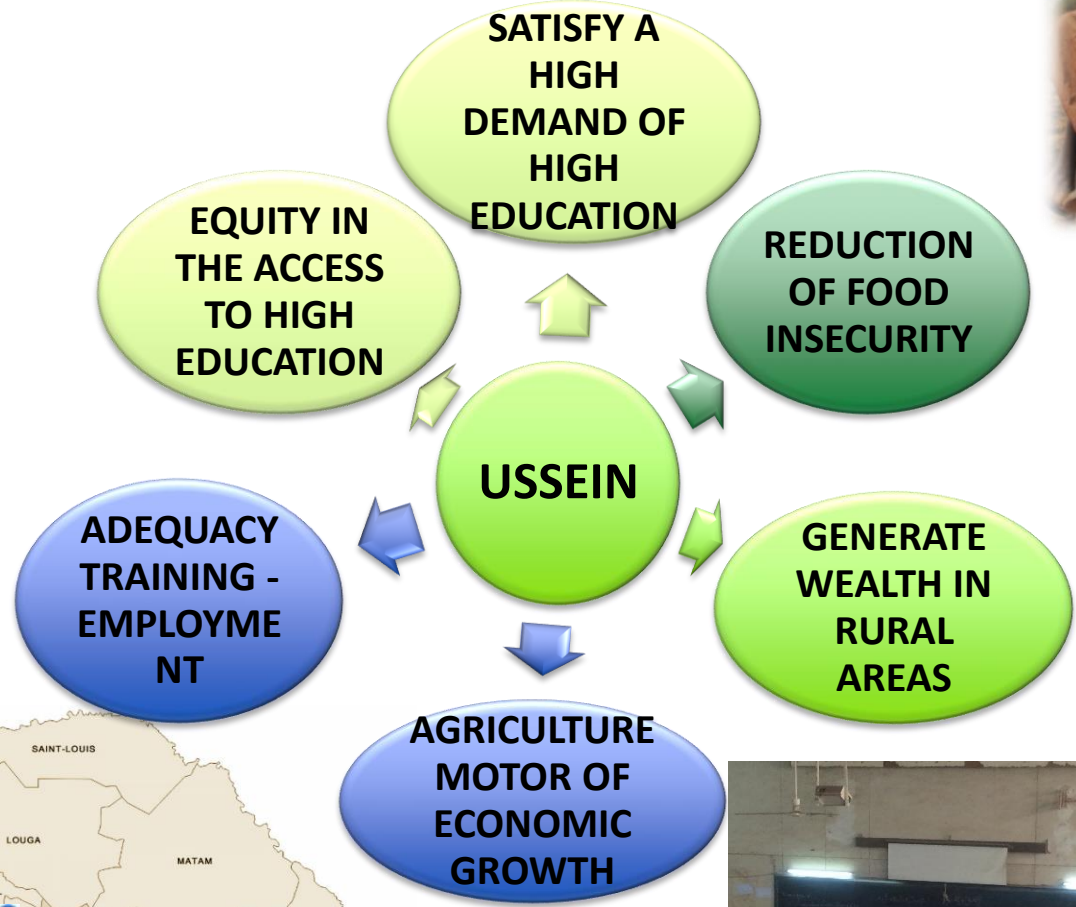 SATISFY A
HIGH
DEMAND OF
HIGH
EDUCATION
EQUITY IN
THE ACCESS
TO HIGH
EDUCATION
REDUCTION
OF FOOD
INSECURITY
USSEIN
ADEQUACY
TRAINING -
EMPLOYME
NT
GENERATE
WEALTH IN
RURAL
AREAS
AGRICULTURE
MOTOR OF
ECONOMIC
GROWTH
SAINT-LOUIS
LOUGA
MATAM